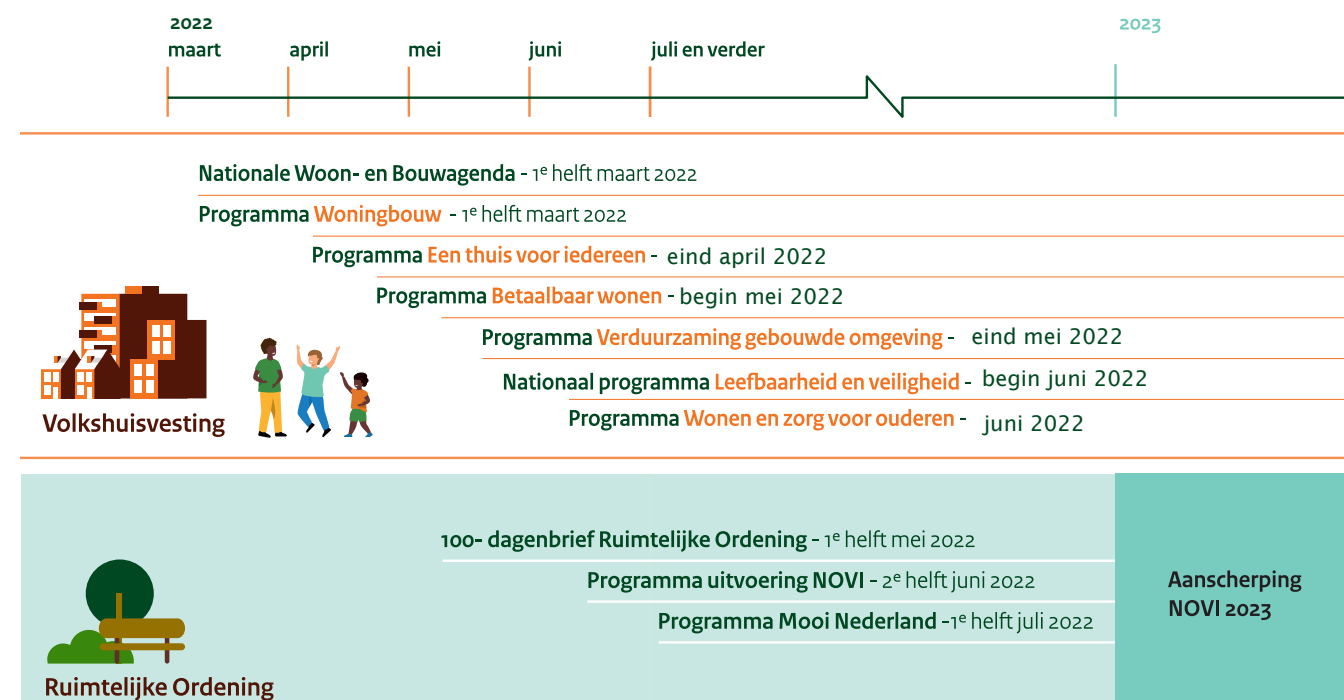 2022
2023
maart
april
mei
juni
juli en verder
Nationale Woon- en Bouwagenda - 1e helft maart 2022
Programma Woningbouw - 1e helft maart 2022
Programma Een thuis voor iedereen - eind april 2022
Programma Betaalbaar wonen - begin mei 2022
Programma Verduurzaming gebouwde omgeving - eind mei 2022
Nationaal programma Leefbaarheid en veiligheid - begin juni 2022
Programma Wonen en zorg voor ouderen - juni 2022
Volkshuisvesting
100- dagenbrief Ruimtelijke Ordening - 1e helft mei 2022
Programma uitvoering NOVI - 2e helft juni 2022
Programma Mooi Nederland -1e helft juli 2022
Aanscherping
NOVI 2023
Ruimtelijke Ordening